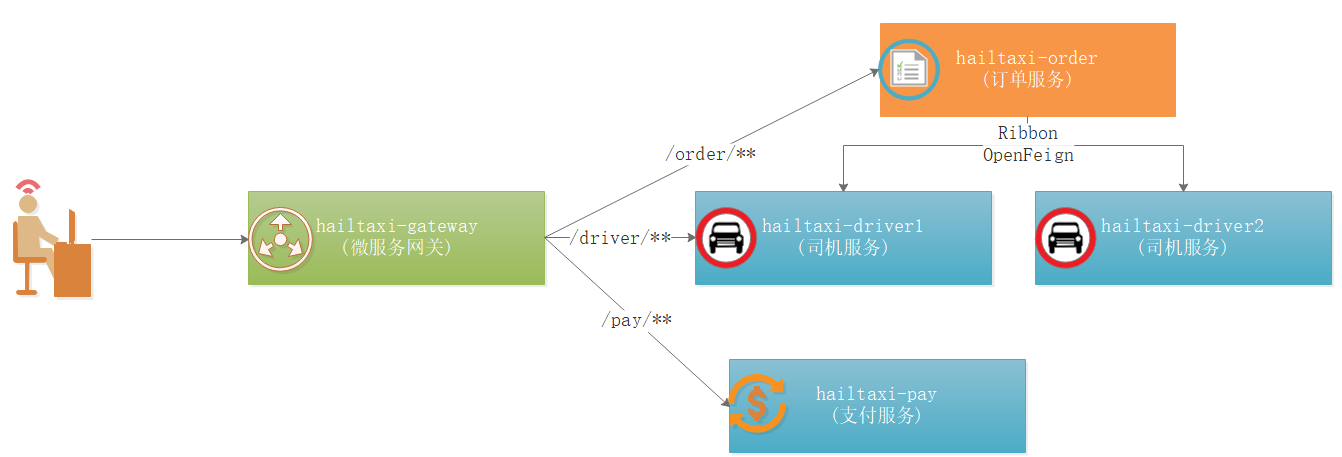 hailtaxi-order
(订单服务)
Ribbon
OpenFeign
/order/**
hailtaxi-gateway
(微服务网关)
/driver/**
hailtaxi-driver1
(司机服务)
hailtaxi-driver2
(司机服务)
/pay/**
hailtaxi-pay
(支付服务)